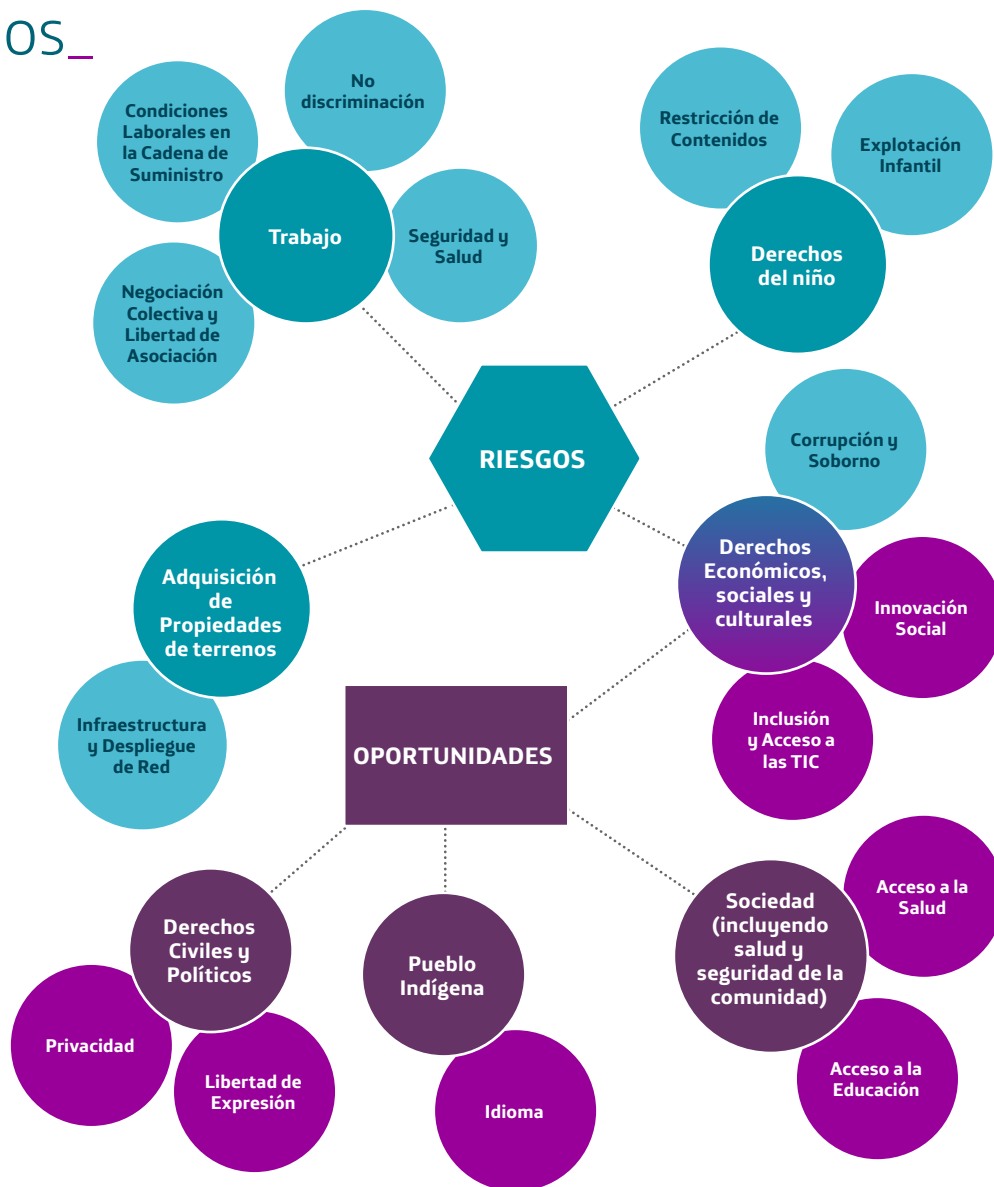 OS_
No
discriminación
Condiciones
Laborales en
la Cadena de
Suministro
Trabajo
Seguridad y
Salud
Negociación
Colectiva y
Libertad de
Asociación
Restricción de
Contenidos
Explotación
Infantil
Derechos
del niño
RIESGOS
Corrupción y
Soborno
Derechos
Económicos,
sociales y
culturales
Innovación
Social
Inclusión
y Acceso a
las TIC
Adquisición
de
Propiedades
de terrenos
Infraestructura
y Despliegue
de Red
OPORTUNIDADES
Derechos
Civiles y
Políticos
Privacidad
Libertad de
Expresión
Pueblo
Indígena
Idioma
Sociedad
(incluyendo
salud y
seguridad de la
comunidad)
Acceso a la
Salud
Acceso a la
Educación